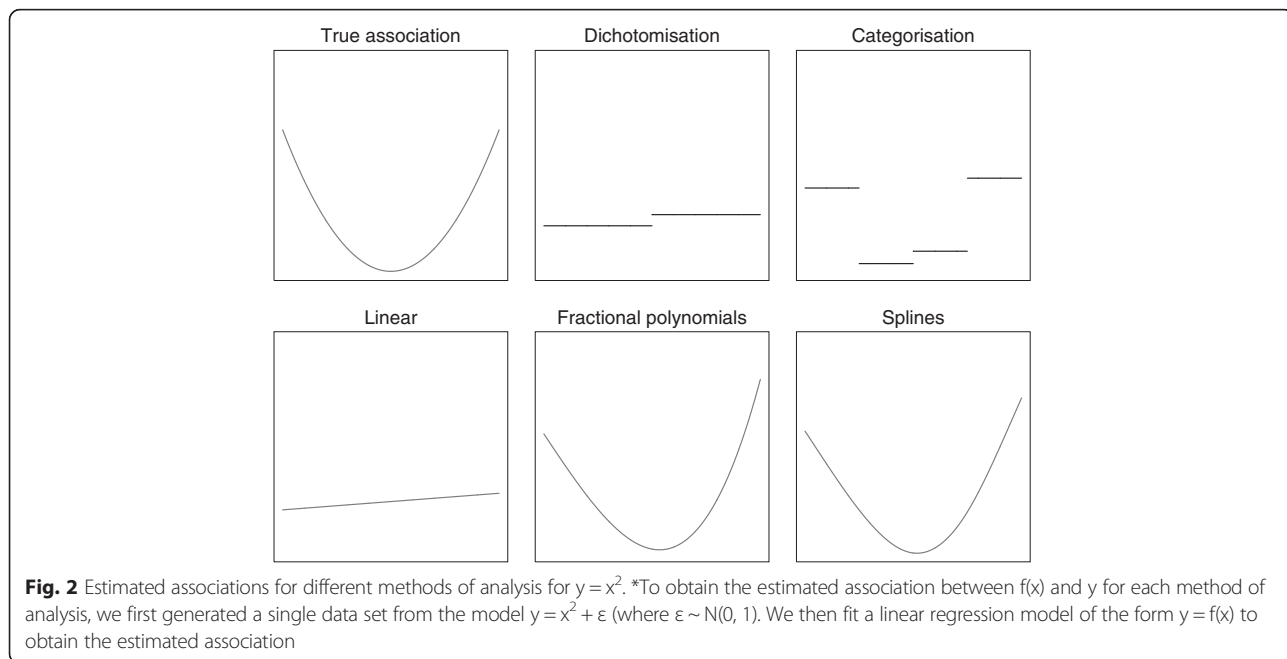 True association Dichotomisation Categorisation
Linear Fractional polynomials Splines
Fig. 2 Estimated associations for different methods of analysis for y = x². *To obtain the estimated association between f(x) and y for each method of
analysis, we first generated a single data set from the model y = x² + ε (where ε ~ N(0, 1). We then fit a linear regression model of the form y = f(x) to
obtain the estimated association